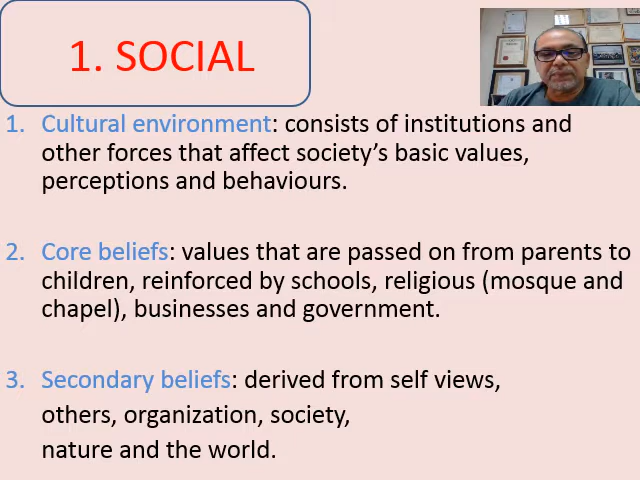 1. SOCIAL
1. Cultural environment: consists of institutions and
other forces that affect society's basic values,
perceptions and behaviours.
2. Core beliefs: values that are passed on from parents to
children, reinforced by schools, religious (mosque and
chapel), businesses and government.
3. Secondary beliefs: derived from self views,
others, organization, society,
nature and the world.